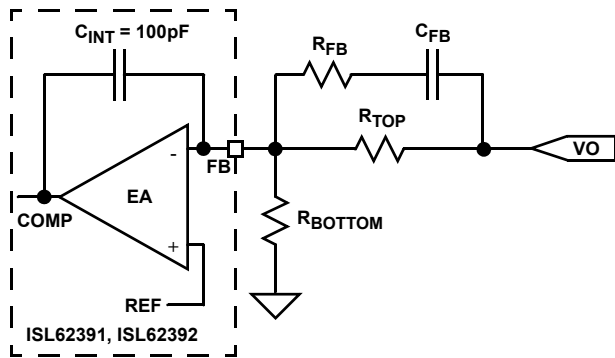 C_INT = 100pF
R_FB
C_FB
R_TOP
VO
-
FB
EA
COMP
R_BOTTOM
+
REF
ISL62391, ISL62392